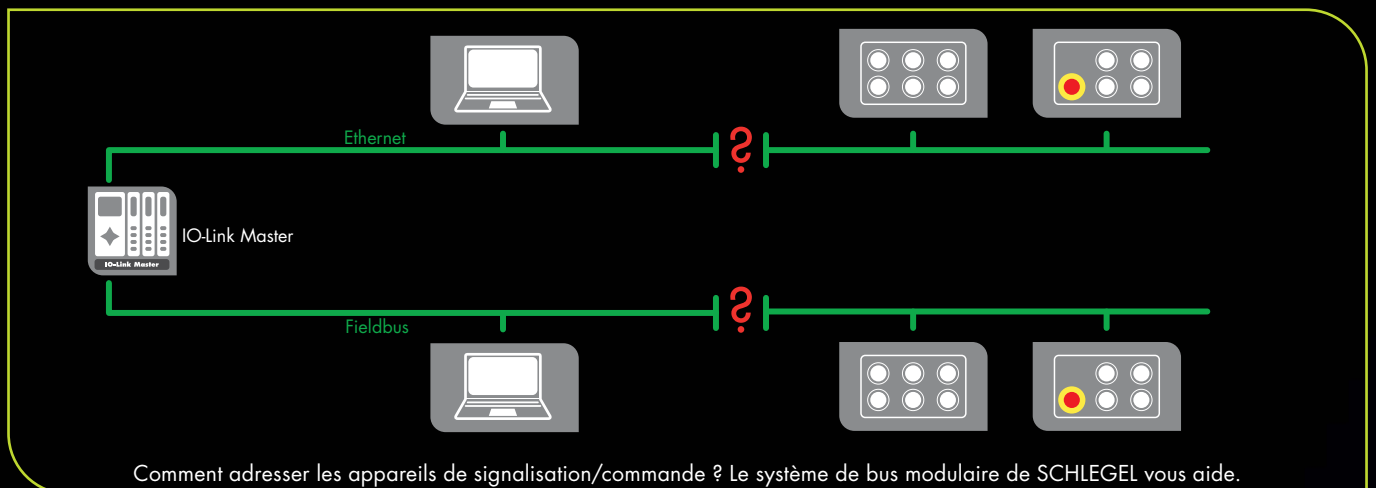 Ethernet
?
IO-Link Master
IO-Link Master
?
Fieldbus
Comment adresser les appareils de signalisation/commande ? Le système de bus modulaire de SCHLEGEL vous aide.